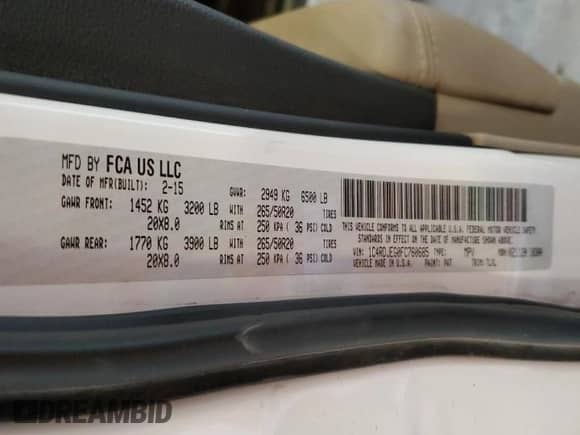 MFD BY FCA US LLC
DATE OF MFR(BUILT): 2-15 GVWR: 2949 KG 6500 LB
GAWR FRONT: 1452 KG 3200 LB WITH 265/50R20 TIRES
20X8.0 RIMS AT 250 KPA ( 36 PSI) COLD
GAWR REAR: 1770 KG 3900 LB WITH 265/50R20 TIRES
20X8.0 RIMS AT 250 KPA ( 36 PSI) COLD
THIS VEHICLE CONFORMS TO ALL APPLICABLE U.S.A. FEDERAL MOTOR VEHICLE SAFETY
STANDARDS IN EFFECT ON THE DATE OF MANUFACTURE SHOWN ABOVE.
VIN: 1C4RDJEG0FC760685 TYPE: MPV
VEHICLE MADE IN U.S.A. PAINT: TRIM:
DREAMBID